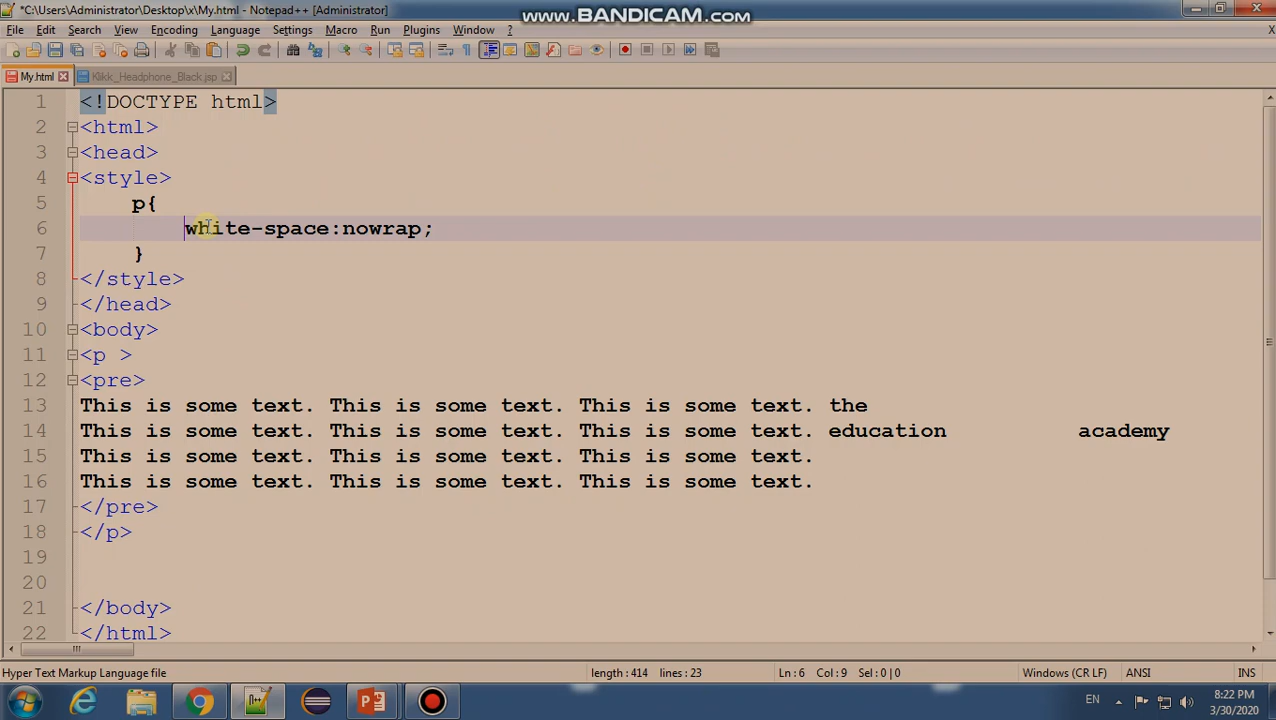 *C:\Users\Administrator\Desktop\x\My.html - Notepad++ [Administrator]
www.BANDICAM.com
File Edit Search View Encoding Language Settings Tools Macro Run Plugins Window ? X
My.html Klikk_Headphone_Black.jsp
1 <!DOCTYPE html>
2 <html>
3 <head>
4 <style>
5 p{
6 white-space:nowrap;
7 }
8 </style>
9 </head>
10 <body>
11 <p >
12 <pre>
13 This is some text. This is some text. This is some text. the
14 This is some text. This is some text. This is some text. education academy
15 This is some text. This is some text. This is some text.
16 This is some text. This is some text. This is some text.
17 </pre>
18 </p>
19
20
21 </body>
22 </html>
Hyper Text Markup Language file length : 414 lines : 23 Ln : 6 Col : 9 Sel : 0 | 0 Windows (CR LF) ANSI INS
EN 8:22 PM
3/30/2020